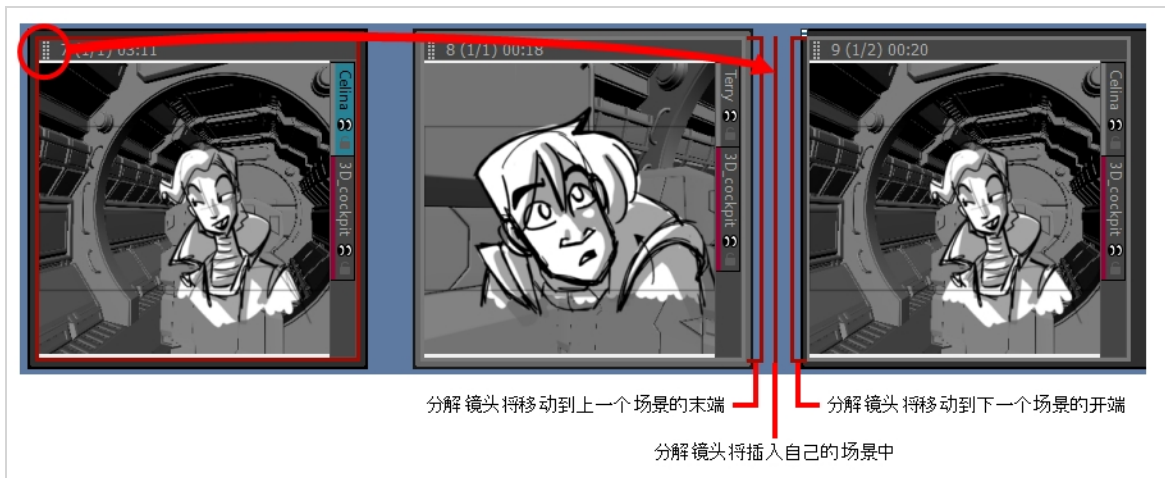 7 (1/1) 03:11
Celina
3D_cockpit
8 (1/1) 00:18
Terry
3D_cockpit
9 (1/2) 00:20
Celina
3D_cockpit
分解镜头将移动到上一个场景的末端
分解镜头将移动到下一个场景的开端
分解镜头将插入自己的场景中